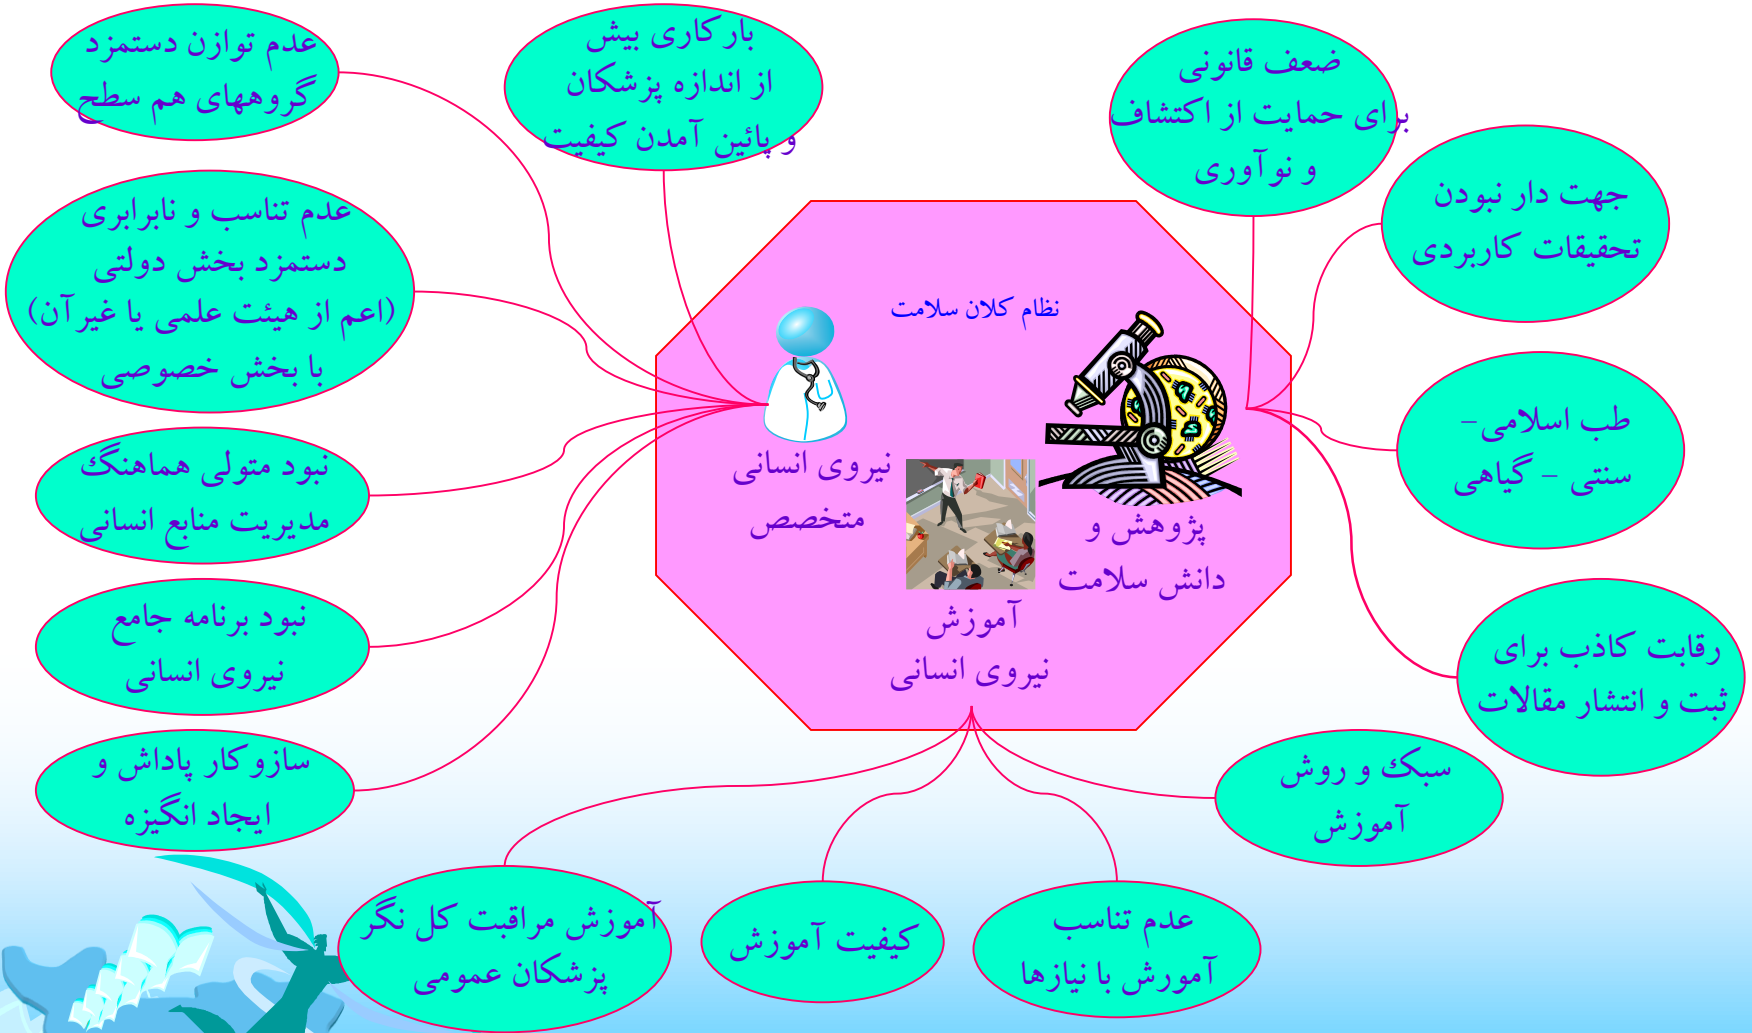 ضعف قانونی
برای حمایت از اکتشاف
و نوآوری
جهت دار نبودن
تحقیقات کاربردی
طب اسلامی-
سنتی - گیاهی
رقابت کاذب برای
ثبت و انتشار مقالات
بارکاری بیش
از اندازه پزشکان
و پائین آمدن کیفیت
عدم توازن دستمزد
گروههای هم سطح
عدم تناسب و نابرابری
دستمزد بخش دولتی
(اعم از هیئت علمی یا غیر آن)
با بخش خصوصی
نبود متولی هماهنگ
مدیریت منابع انسانی
نبود برنامه جامع
نیروی انسانی
سازوکار پاداش و
ایجاد انگیزه
نظام کلان سلامت
پژوهش و
دانش سلامت
نیروی انسانی
متخصص
آموزش
نیروی انسانی
سبک و روش
آموزش
عدم تناسب
آمورش با نیازها
کیفیت آموزش
آموزش مراقبت کل نگر
پزشکان عمومی